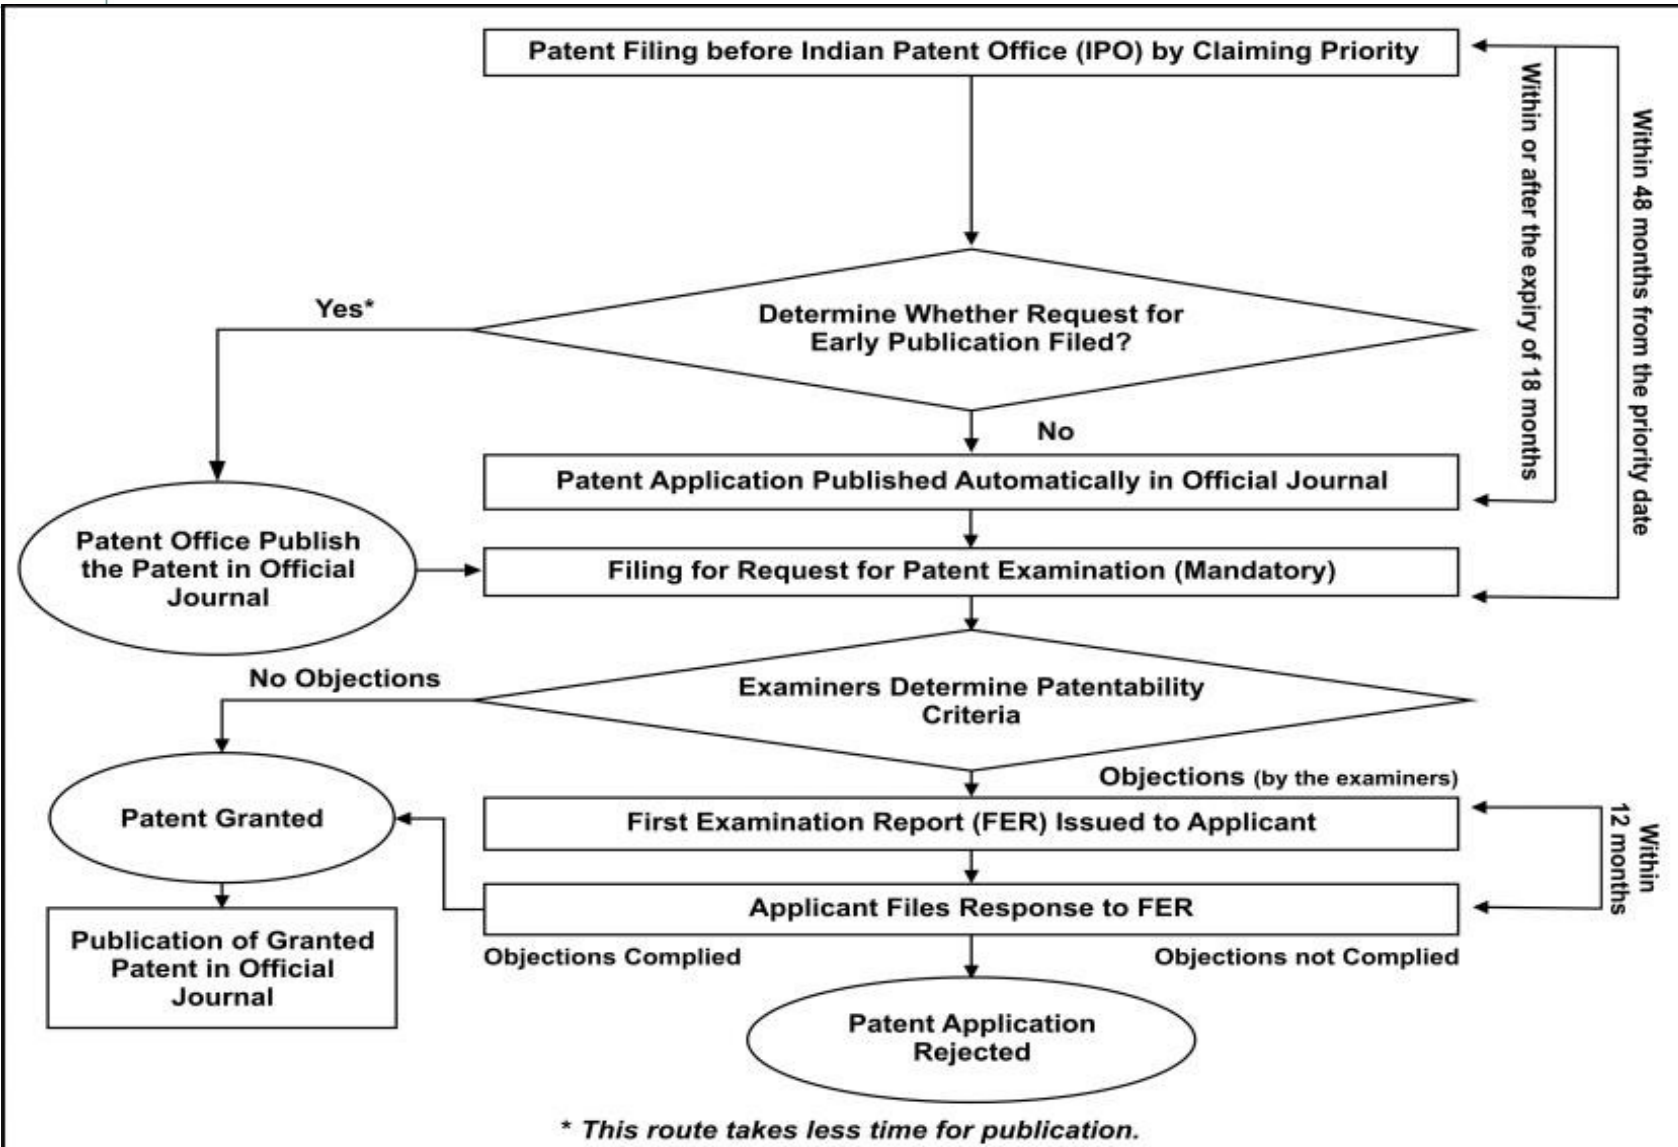 Patent Filing before Indian Patent Office (IPO) by Claiming Priority
Within or after the expiry of 18 months
Within 48 months from the priority date
Yes*
Determine Whether Request for
Early Publication Filed?
No
Patent Application Published Automatically in Official Journal
Patent Office Publish
the Patent in Official
Journal
Filing for Request for Patent Examination (Mandatory)
No Objections
Examiners Determine Patentability
Criteria
Objections (by the examiners)
Patent Granted
First Examination Report (FER) Issued to Applicant
Within
12 months
Applicant Files Response to FER
Publication of Granted
Patent in Official
Journal
Objections Complied
Objections not Complied
Patent Application
Rejected
* This route takes less time for publication.